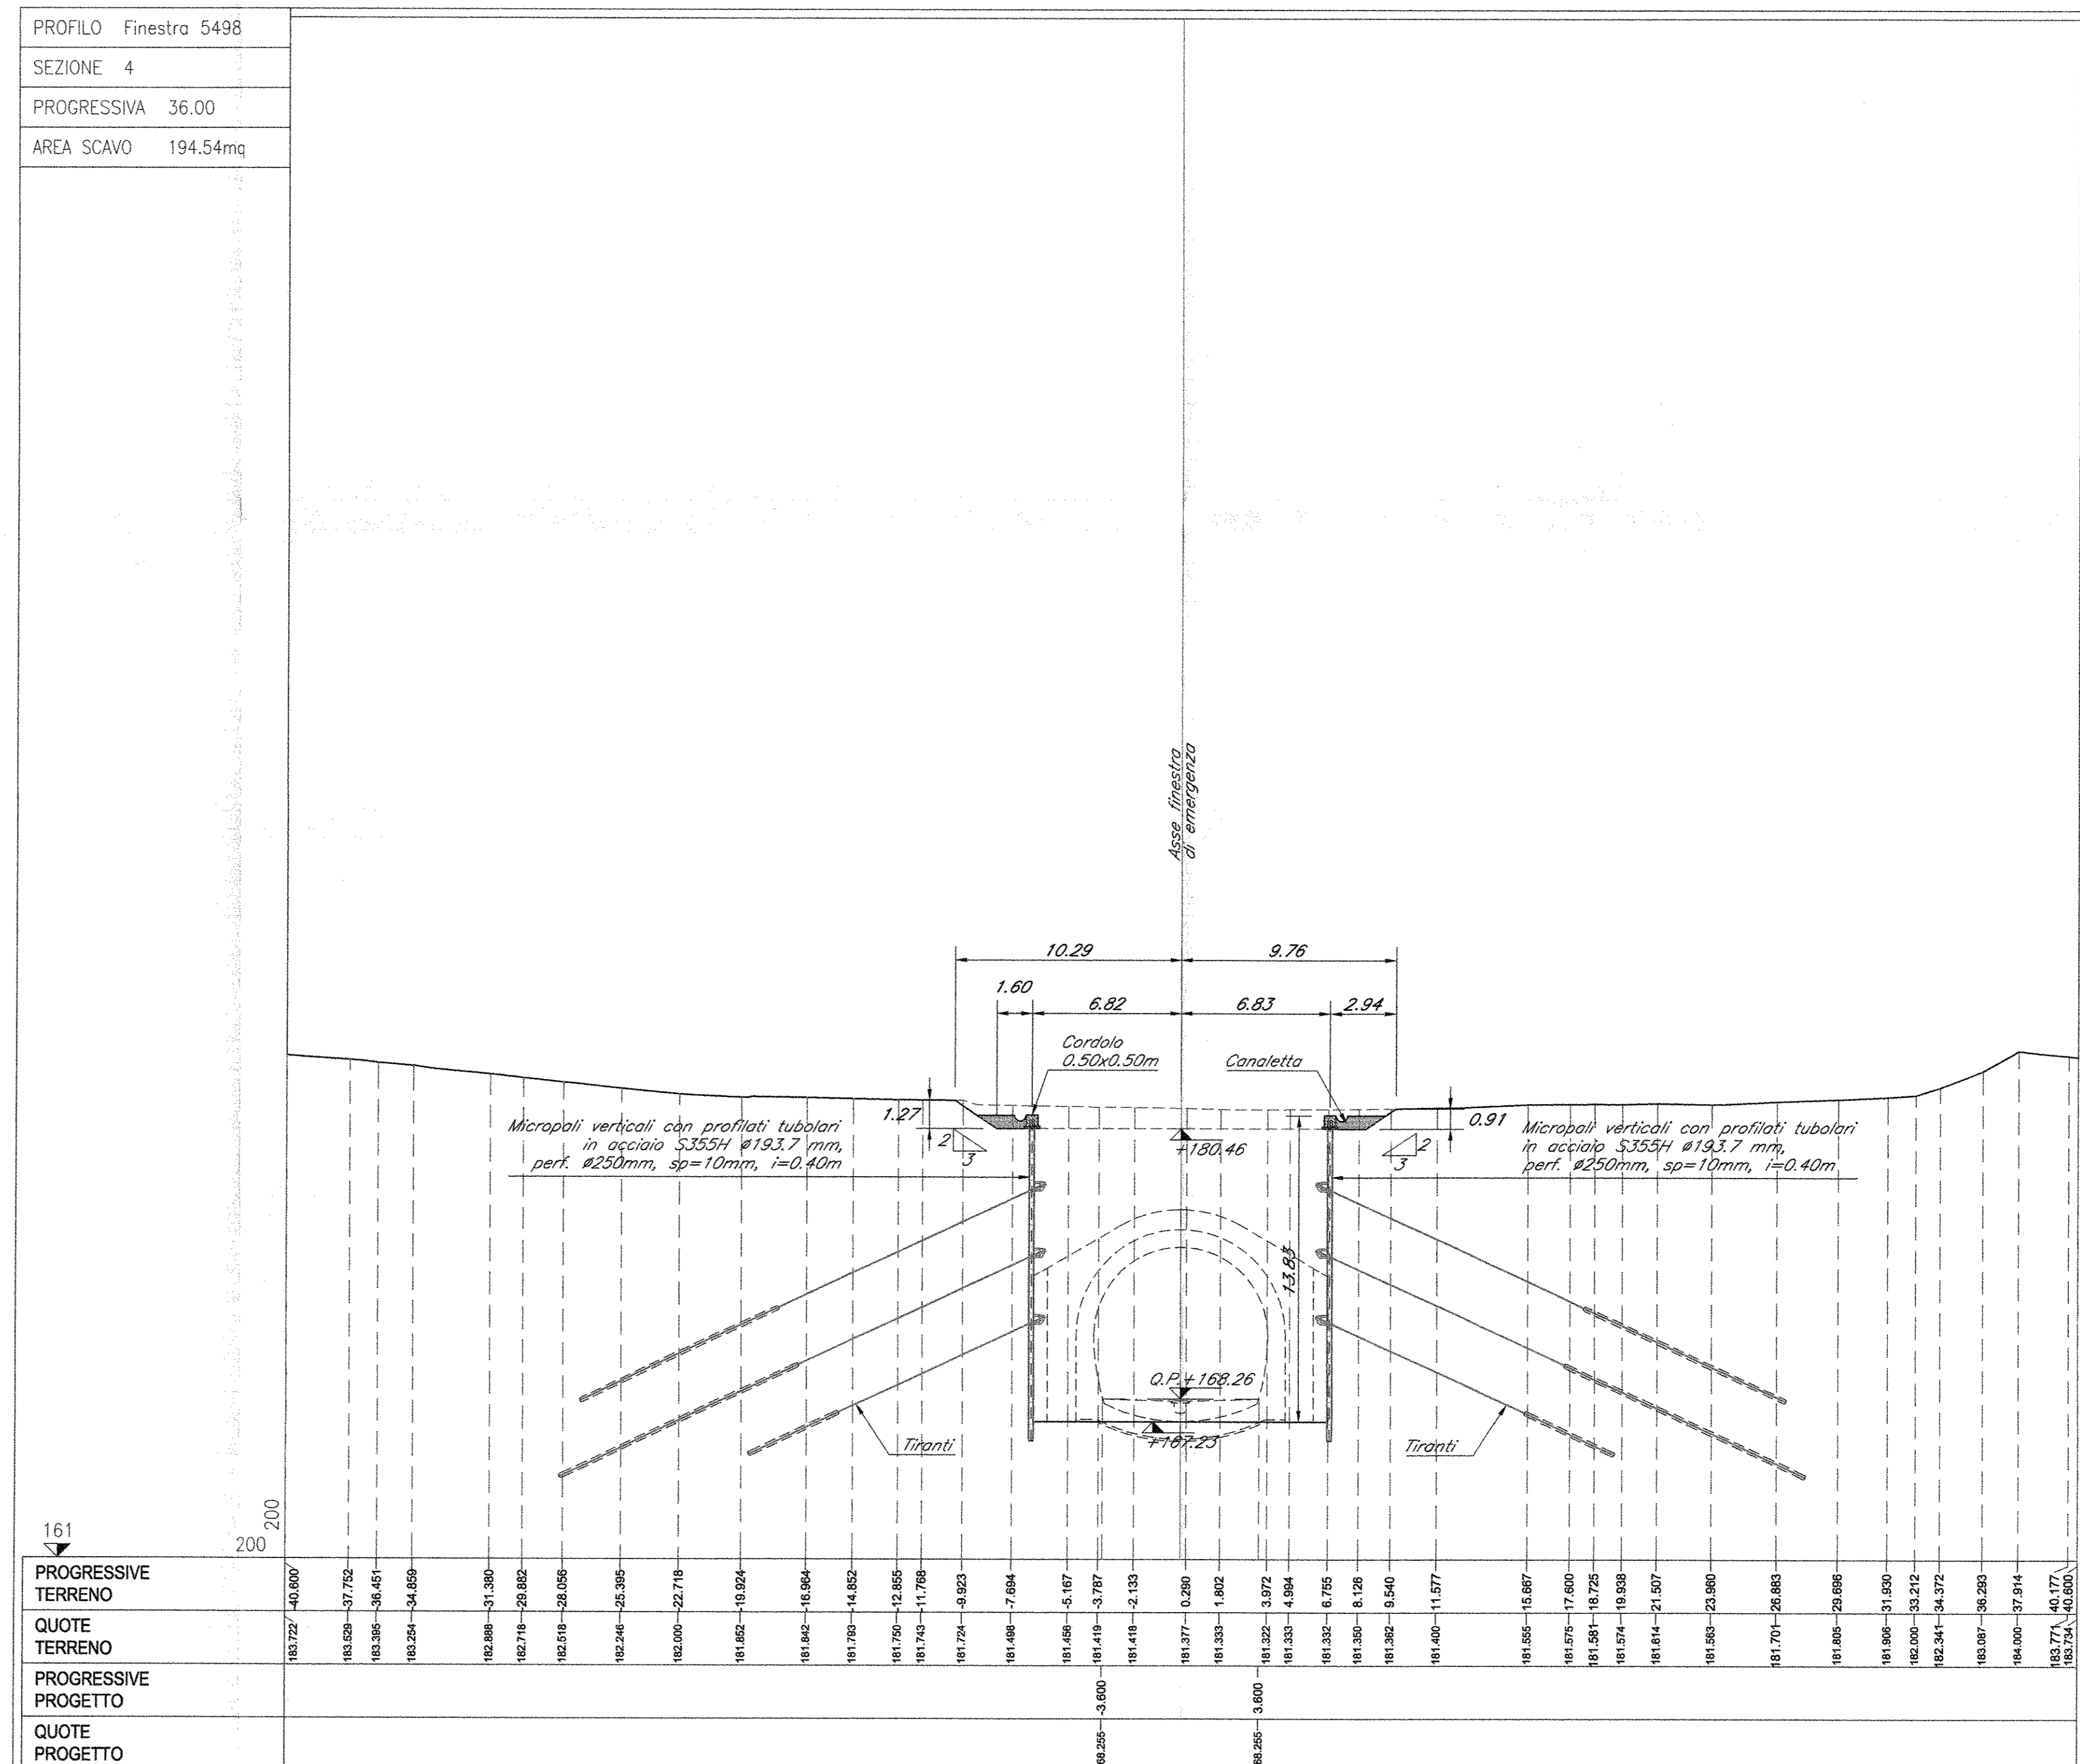 PROFILO Finestra 5498
SEZIONE 4
PROGRESSIVA 36.00
AREA SCAVO 194.54mq
Asse finestra
di emergenza
10.29
9.76
1.60
6.82
6.83
2.94
Cordolo
0.50x0.50m
Canaletta
1.27
0.91
Micropali verticali con profilati tubolari
in acciaio S355H ø193.7 mm,
perf. ø250mm, sp=10mm, i=0.40m
2
3
+180.46
2
3
Micropali verticali con profilati tubolari
in acciaio S355H ø193.7 mm,
perf. ø250mm, sp=10mm, i=0.40m
13.83
Q.P.+168.26
+167.23
Tiranti
Tiranti
161
200
200
PROGRESSIVE
TERRENO
-40.600 -37.752 -36.451 -34.859 -31.380 -29.882 -28.056 -25.395 -22.718 -19.924 -16.964 -14.852 -12.855 -11.768 -9.923 -7.694 -5.167 -3.787 -2.133 0.290 1.802 3.972 4.994 6.755 8.126 9.540 11.577 15.667 17.600 18.725 19.938 21.507 23.980 26.883 29.696 31.930 33.212 34.372 36.293 37.914 40.177 40.600
QUOTE
TERRENO
183.722 183.529 183.395 183.254 182.888 182.718 182.518 182.246 182.000 181.852 181.842 181.793 181.750 181.743 181.724 181.498 181.456 181.419 181.418 181.377 181.333 181.322 181.333 181.332 181.350 181.362 181.400 181.555 181.575 181.581 181.574 181.614 181.563 181.701 181.805 181.906 182.000 182.341 183.087 184.000 183.771 183.734
PROGRESSIVE
PROGETTO
-3.600 3.600
QUOTE
PROGETTO
68.255 68.255